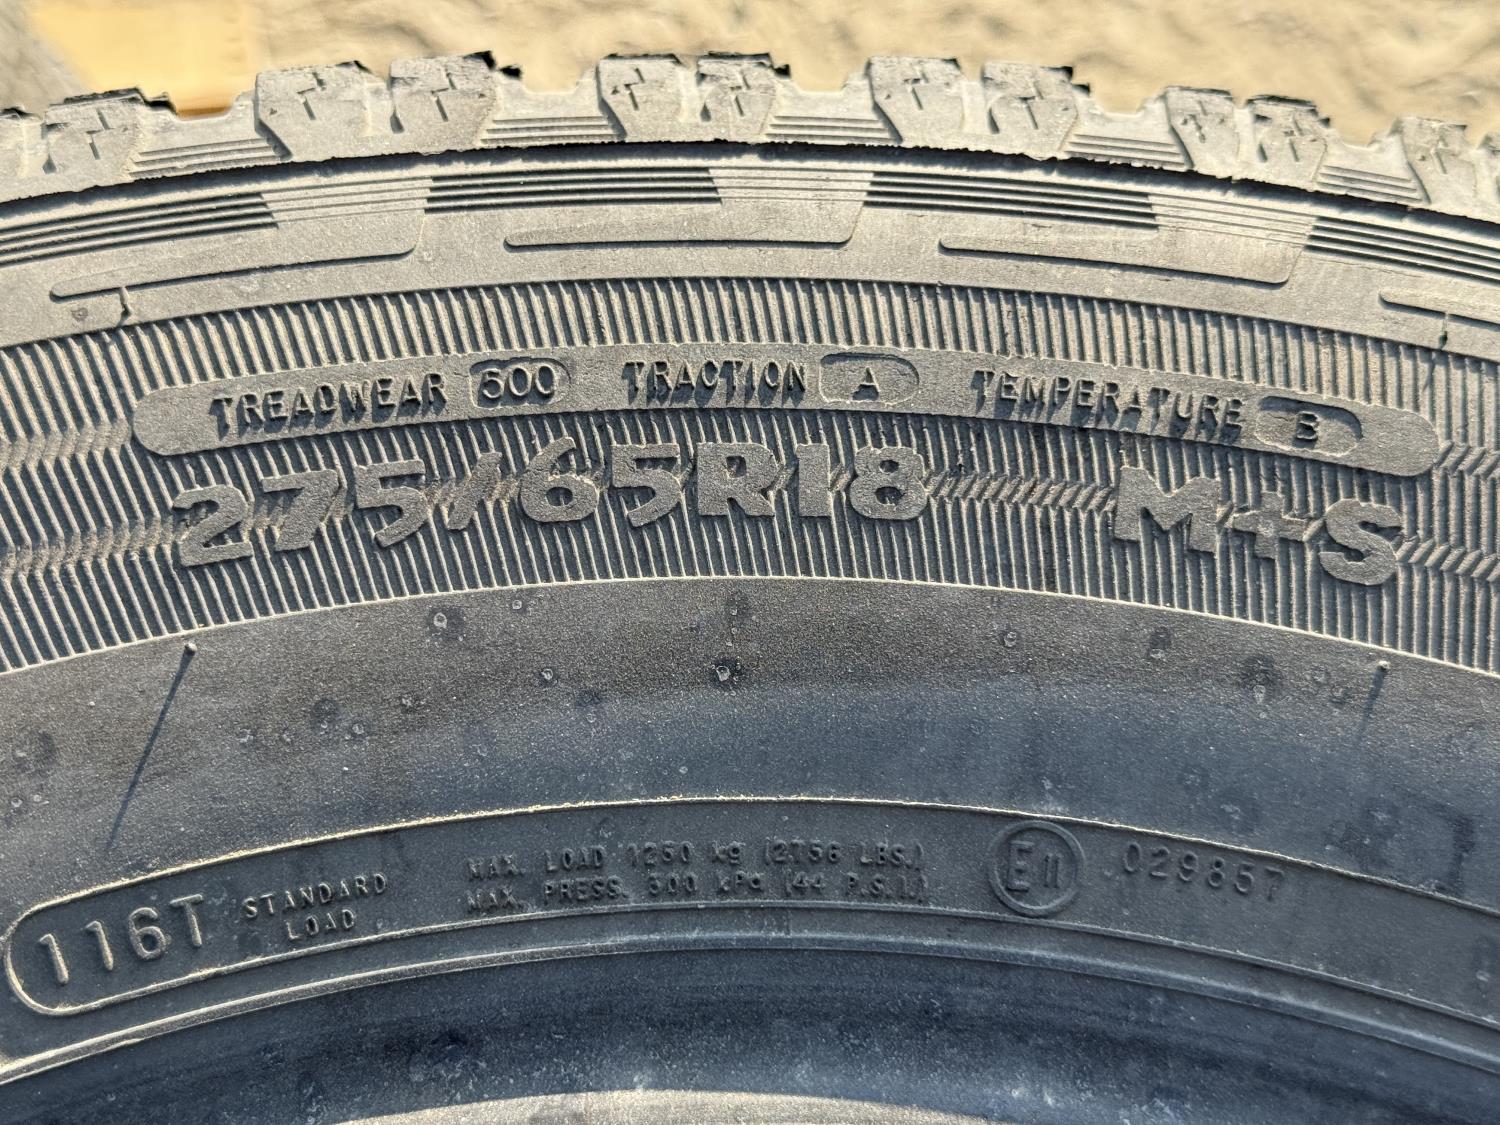 TREADWEAR 500 TRACTION A TEMPERATURE B
275/65R18 M+S
116T STANDARD LOAD
MAX. LOAD 1250 kg (2756 LBS.)
MAX. PRESS. 300 kPa (44 P.S.I.)
E11 029857